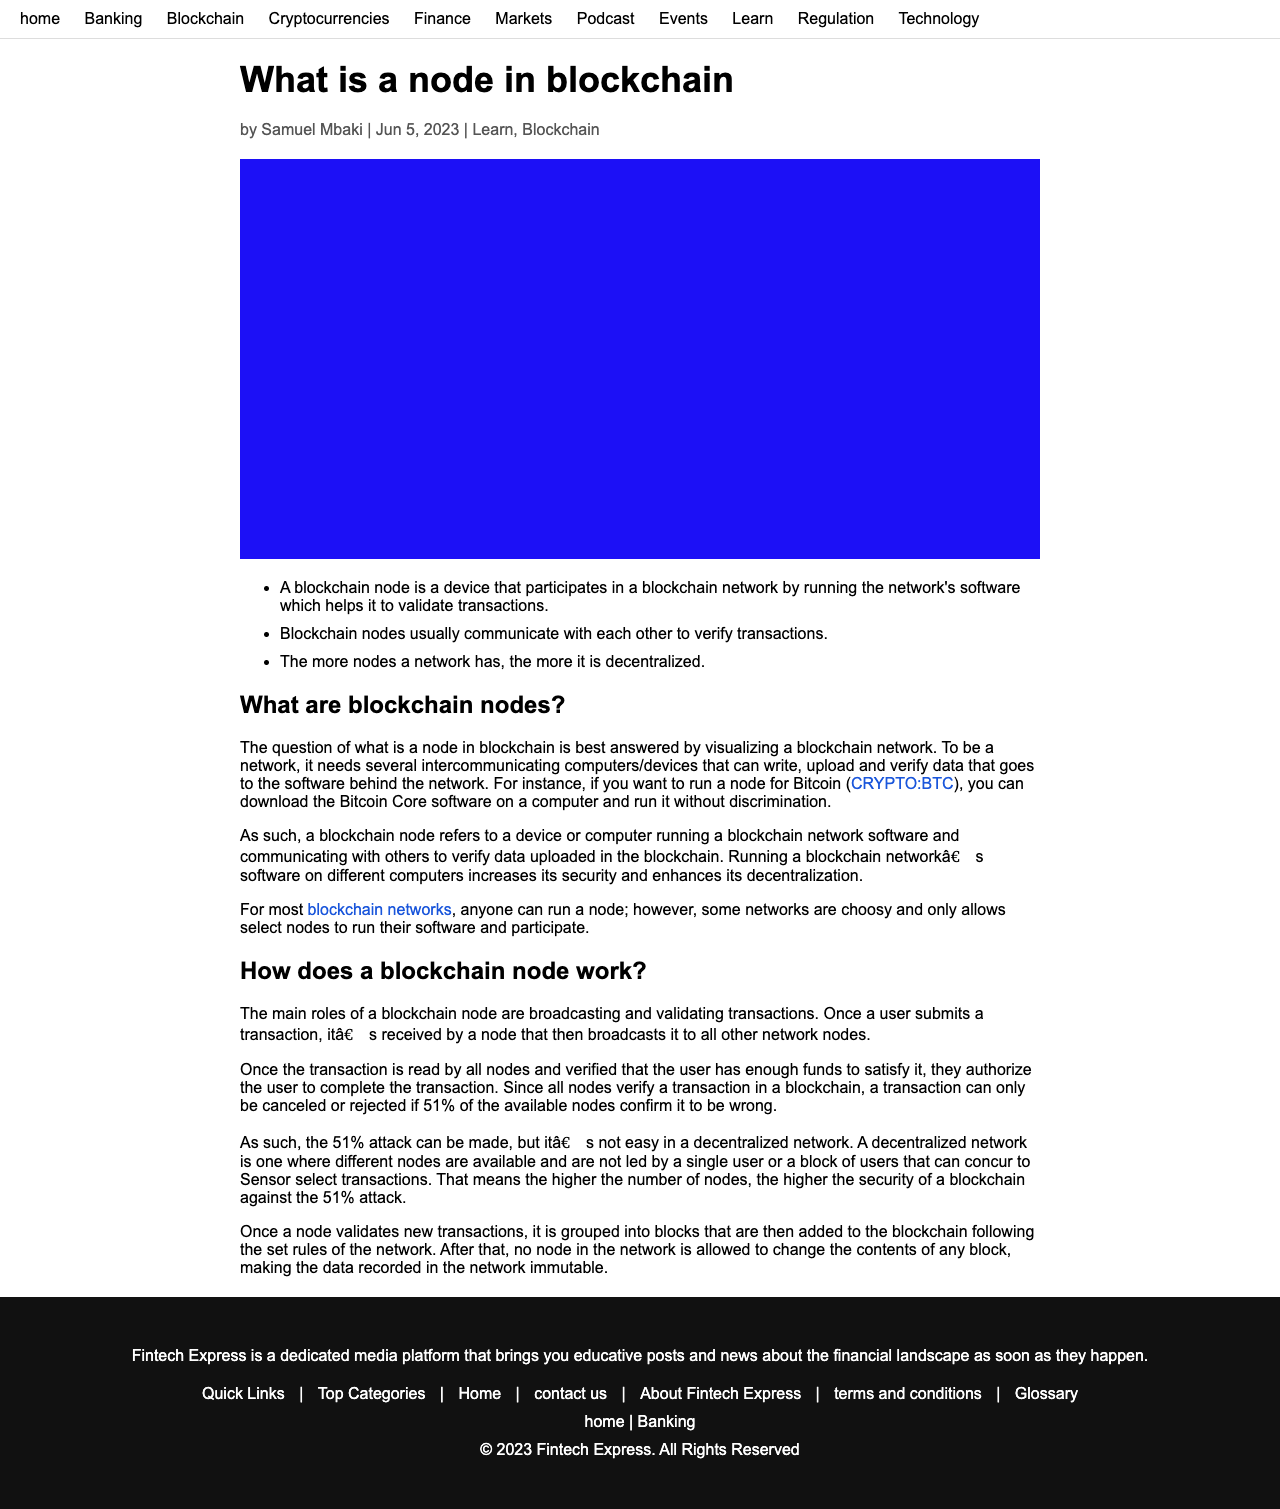 home Banking Blockchain Cryptocurrencies Finance Markets Podcast Events Learn Regulation Technology
What is a node in blockchain
by Samuel Mbaki | Jun 5, 2023 | Learn, Blockchain
• A blockchain node is a device that participates in a blockchain network by running the network's software
which helps it to validate transactions.
• Blockchain nodes usually communicate with each other to verify transactions.
• The more nodes a network has, the more it is decentralized.
What are blockchain nodes?
The question of what is a node in blockchain is best answered by visualizing a blockchain network. To be a
network, it needs several intercommunicating computers/devices that can write, upload and verify data that goes
to the software behind the network. For instance, if you want to run a node for Bitcoin (CRYPTO:BTC), you can
download the Bitcoin Core software on a computer and run it without discrimination.
As such, a blockchain node refers to a device or computer running a blockchain network software and
communicating with others to verify data uploaded in the blockchain. Running a blockchain networkâ€ s
software on different computers increases its security and enhances its decentralization.
For most blockchain networks, anyone can run a node; however, some networks are choosy and only allows
select nodes to run their software and participate.
How does a blockchain node work?
The main roles of a blockchain node are broadcasting and validating transactions. Once a user submits a
transaction, itâ€ s received by a node that then broadcasts it to all other network nodes.
Once the transaction is read by all nodes and verified that the user has enough funds to satisfy it, they authorize
the user to complete the transaction. Since all nodes verify a transaction in a blockchain, a transaction can only
be canceled or rejected if 51% of the available nodes confirm it to be wrong.
As such, the 51% attack can be made, but itâ€ s not easy in a decentralized network. A decentralized network
is one where different nodes are available and are not led by a single user or a block of users that can concur to
Sensor select transactions. That means the higher the number of nodes, the higher the security of a blockchain
against the 51% attack.
Once a node validates new transactions, it is grouped into blocks that are then added to the blockchain following
the set rules of the network. After that, no node in the network is allowed to change the contents of any block,
making the data recorded in the network immutable.
Fintech Express is a dedicated media platform that brings you educative posts and news about the financial landscape as soon as they happen.
Quick Links | Top Categories | Home | contact us | About Fintech Express | terms and conditions | Glossary
home | Banking
© 2023 Fintech Express. All Rights Reserved